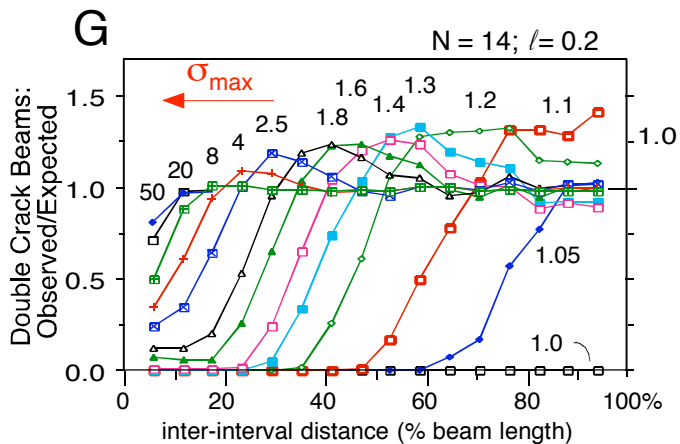 G
N = 14; ℓ= 0.2
σmax
50 20 8 4 2.5 1.8 1.6 1.4 1.3 1.2 1.1
1.05
1.0
1.5
1.0
0.5
0.0
1.0
0 20 40 60 80 100%
Double Crack Beams:
Observed/Expected
inter-interval distance (% beam length)